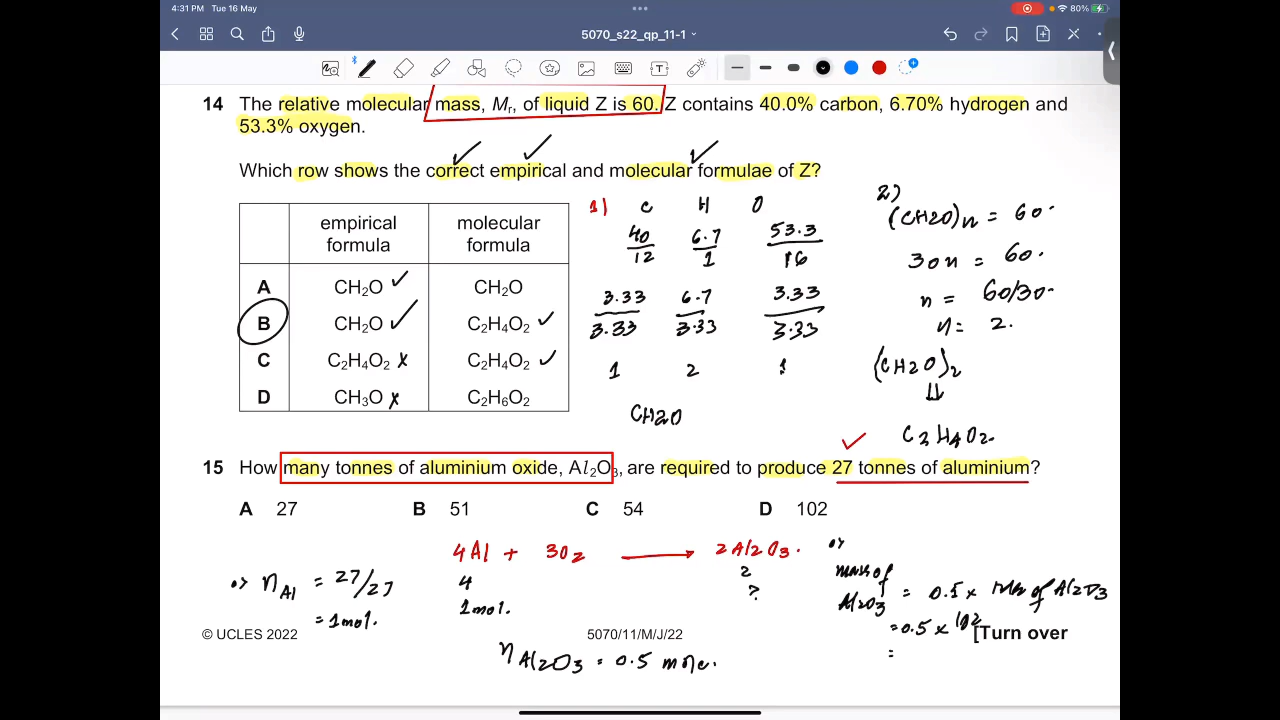 4:31 PM Tue 16 May
80%
5070_s22_qp_11-1
14 The relative molecular mass, Mr, of liquid Z is 60. Z contains 40.0% carbon, 6.70% hydrogen and
53.3% oxygen.
Which row shows the correct empirical and molecular formulae of Z?
empirical formula
molecular formula
A CH2O CH2O
B CH2O C2H4O2
C C2H4O2 C2H4O2
D CH3O C2H6O2
1) C H O
40/12 6.7/1 53.3/16
3.33/3.33 6.7/3.33 3.33/3.33
1 2 1
CH2O
2)
(CH2O)n = 60.
30n = 60.
n = 60/30.
n = 2.
(CH2O)2
⇓
C2H4O2.
15 How many tonnes of aluminium oxide, Al2O3, are required to produce 27 tonnes of aluminium?
A 27 B 51 C 54 D 102
4Al + 3O2 → 2Al2O3.
4 2
1mol. ?
nAl = 27/27
= 1mol.
nAl2O3 = 0.5 mole.
mass of
Al2O3 = 0.5 × of Al2O3
= 0.5 × 102
=
© UCLES 2022 5070/11/M/J/22 [Turn over